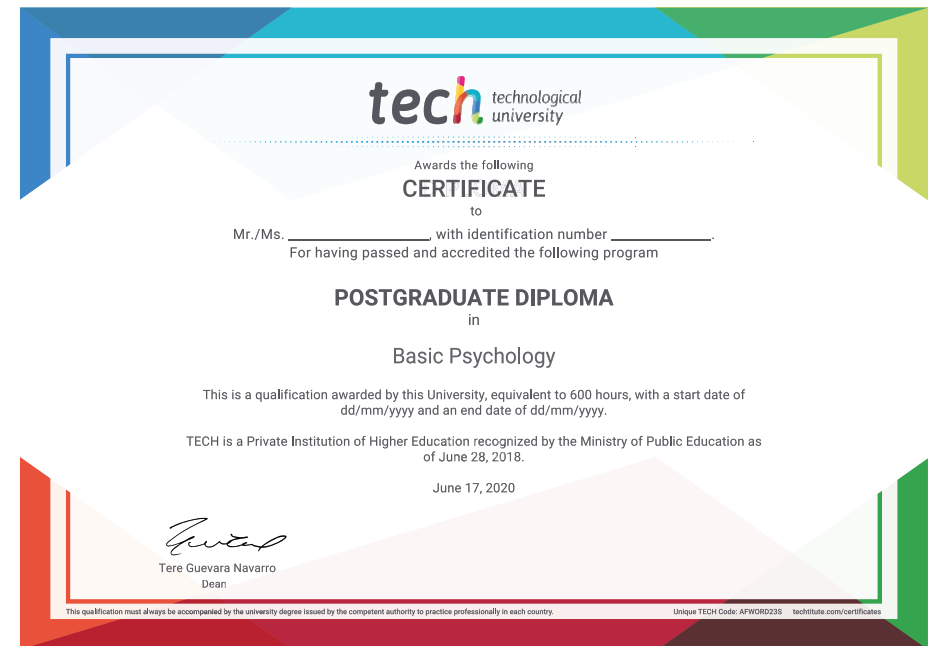 tech technological
university
Awards the following
CERTIFICATE
to
Mr./Ms. ____________________, with identification number ______________.
For having passed and accredited the following program
POSTGRADUATE DIPLOMA
in
Basic Psychology
This is a qualification awarded by this University, equivalent to 600 hours, with a start date of
dd/mm/yyyy and an end date of dd/mm/yyyy.
TECH is a Private Institution of Higher Education recognized by the Ministry of Public Education as
of June 28, 2018.
June 17, 2020
Tere Guevara Navarro
Dean
This qualification must always be accompanied by the university degree issued by the competent authority to practice professionally in each country.
Unique TECH Code: AFWORD23S techtitute.com/certificates